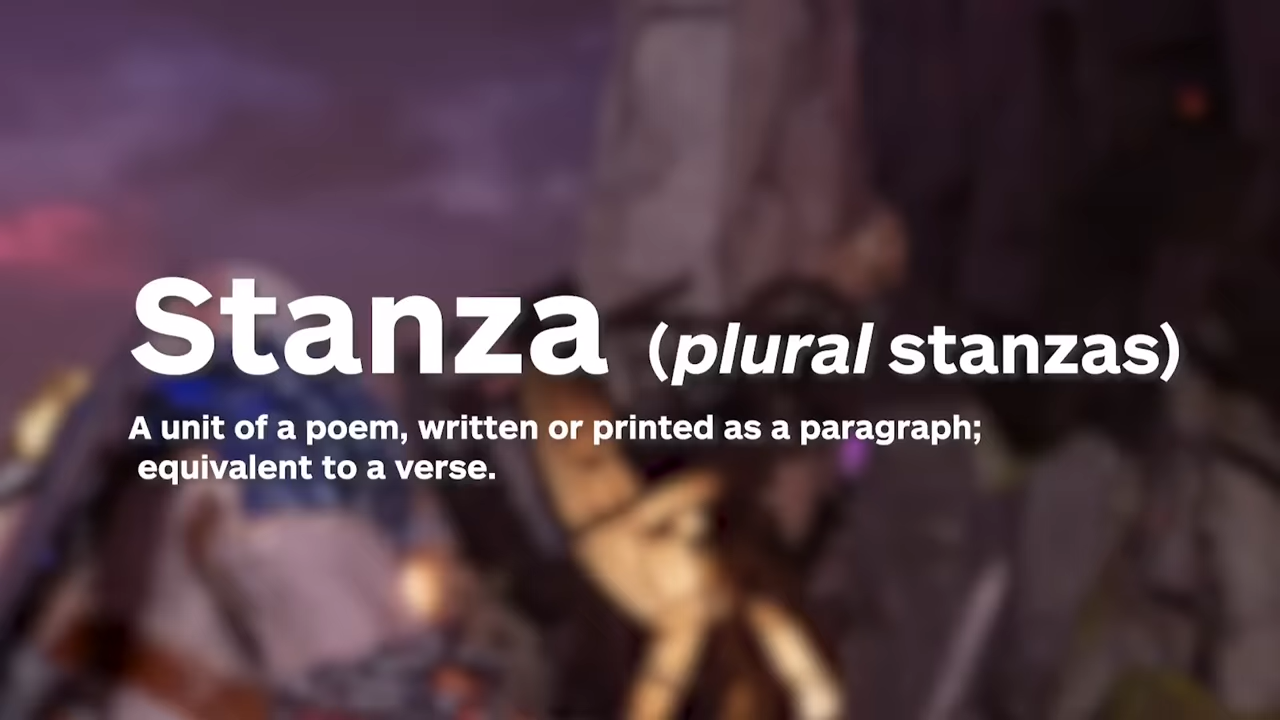 Stanza (plural stanzas)
A unit of a poem, written or printed as a paragraph;
equivalent to a verse.